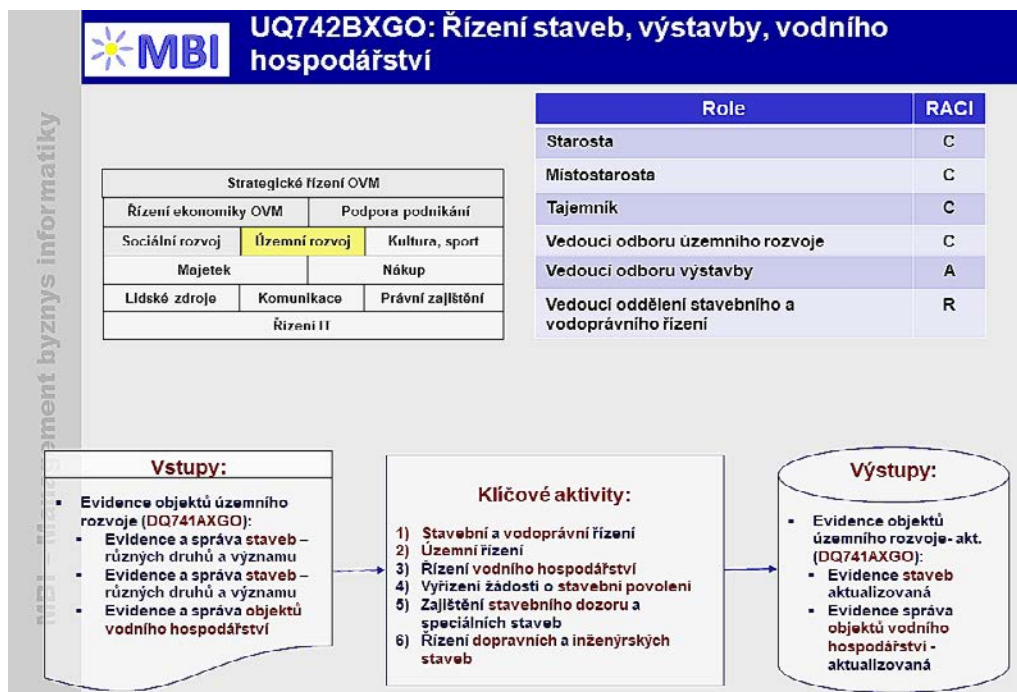 MBI
UQ742BXGO: Řízení staveb, výstavby, vodního
hospodářství
MBI - Management byznys informatiky
Role RACI
Starosta C
Místostarosta C
Tajemník C
Vedoucí odboru územního rozvoje C
Vedoucí odboru výstavby A
Vedoucí oddělení stavebního a
vodoprávního řízení R
Strategické řízení OVM
Řízení ekonomiky OVM Podpora podnikání
Sociální rozvoj Územní rozvoj Kultura, sport
Majetek Nákup
Lidské zdroje Komunikace Právní zajištění
Řízení IT
Vstupy:
▪ Evidence objektů územního
rozvoje (DQ741AXGO):
▪ Evidence a správa staveb –
různých druhů a významu
▪ Evidence a správa staveb –
různých druhů a významu
▪ Evidence a správa objektů
vodního hospodářství
Klíčové aktivity:
1) Stavební a vodoprávní řízení
2) Územní řízení
3) Řízení vodního hospodářství
4) Vyřízení žádosti o stavební povolení
5) Zajištění stavebního dozoru a
speciálních staveb
6) Řízení dopravních a inženýrských
staveb
Výstupy:
▪ Evidence objektů
územního rozvoje- akt.
(DQ741AXGO):
▪ Evidence staveb
aktualizovaná
▪ Evidence správa
objektů vodního
hospodářství -
aktualizovaná